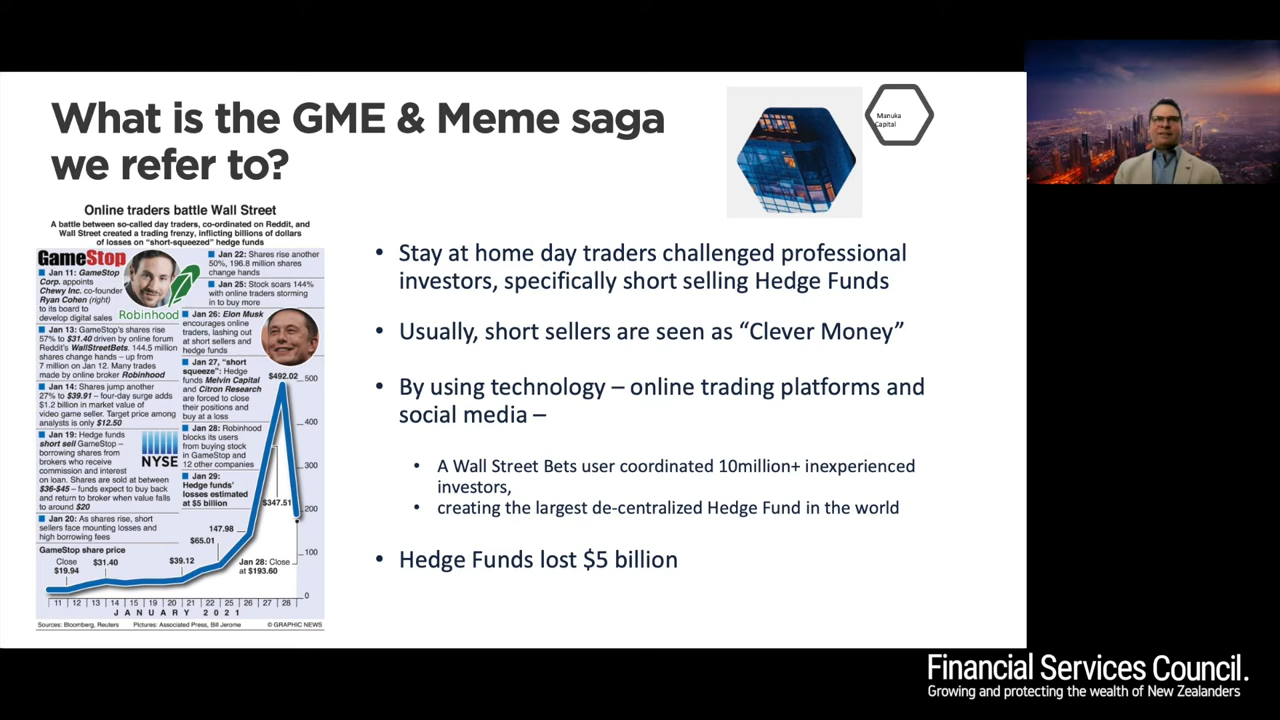 What is the GME & Meme saga
we refer to?
Manuka
Capital
Online traders battle Wall Street
A battle between so-called day traders, co-ordinated on Reddit, and
Wall Street created a trading frenzy, inflicting billions of dollars
of losses on “short-squeezed” hedge funds
GameStop
Jan 11: GameStop
Corp. appoints
Chewy Inc. co-founder
Ryan Cohen (right)
to its board to
develop digital sales
Robinhood
Jan 13: GameStop's shares rise
57% to $31.40 driven by online forum
Reddit's WallStreetBets. 144.5 million
shares change hands – up from
7 million on Jan 12. Many trades
made by online broker Robinhood
Jan 14: Shares jump another
27% to $39.91 – four-day surge adds
$1.2 billion in market value of
video game seller. Target price among
analysts is only $12.50
Jan 19: Hedge funds
short sell GameStop –
borrowing shares from
brokers who receive
commission and interest
on loan. Shares are sold at between
$36-$45 – funds expect to buy back
and return to broker when value falls
to around $20
NYSE
Jan 20: As shares rise, short
sellers face mounting losses and
high borrowing fees
Jan 22: Shares rise another
50%, 196.8 million shares
change hands
Jan 25: Stock soars 144%
with online traders storming
in to buy more
Jan 26: Elon Musk
encourages online
traders, lashing out
at short sellers and
hedge funds
Jan 27, “short
squeeze”: Hedge
funds Melvin Capital
and Citron Research
are forced to close
their positions and
buy at a loss
Jan 28: Robinhood
blocks its users
from buying stock
in GameStop and
12 other companies
Jan 29:
Hedge funds'
losses estimated
at $5 billion
GameStop share price
Close
$19.94
$31.40
$39.12
$65.01
147.98
$347.51
$492.02
Jan 28: Close
at $193.60
500
400
300
200
100
0
11 12 13 14 15 19 20 21 22 25 26 27 28
JANUARY 2021
Sources: Bloomberg, Reuters Pictures: Associated Press, Bill Jerome © GRAPHIC NEWS
• Stay at home day traders challenged professional
investors, specifically short selling Hedge Funds
• Usually, short sellers are seen as “Clever Money”
• By using technology – online trading platforms and
social media –
• A Wall Street Bets user coordinated 10million+ inexperienced
investors,
• creating the largest de-centralized Hedge Fund in the world
• Hedge Funds lost $5 billion
Financial Services Council.
Growing and protecting the wealth of New Zealanders